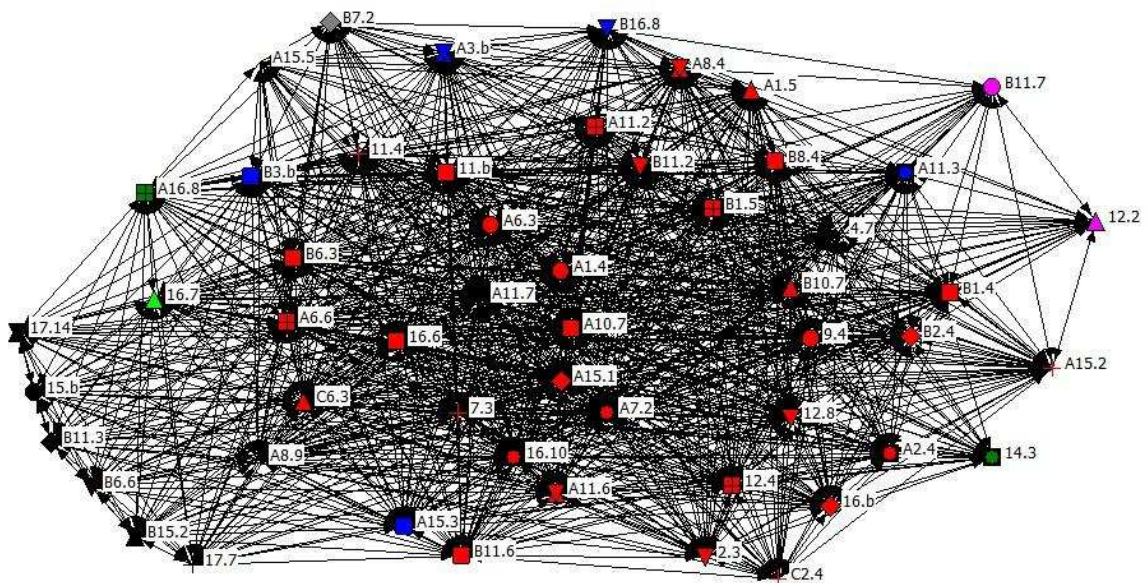 B7.2
B16.8
A3.b
A15.5
A8.4
A1.5
B11.7
A11.2
11.4
11.b
B11.2
B8.4
A11.3
B3.b
A16.8
B1.5
A6.3
4.7
12.2
B6.3
A1.4
A11.7
B10.7
B1.4
16.7
A6.6
A10.7
17.14
16.6
9.4
B2.4
A15.2
A15.1
15.b
C6.3
7.3
A7.2
12.8
B11.3
A8.9
16.10
A2.4
14.3
B6.6
A11.6
12.4
16.b
B15.2
A15.3
17.7
B11.6
2.3
C2.4